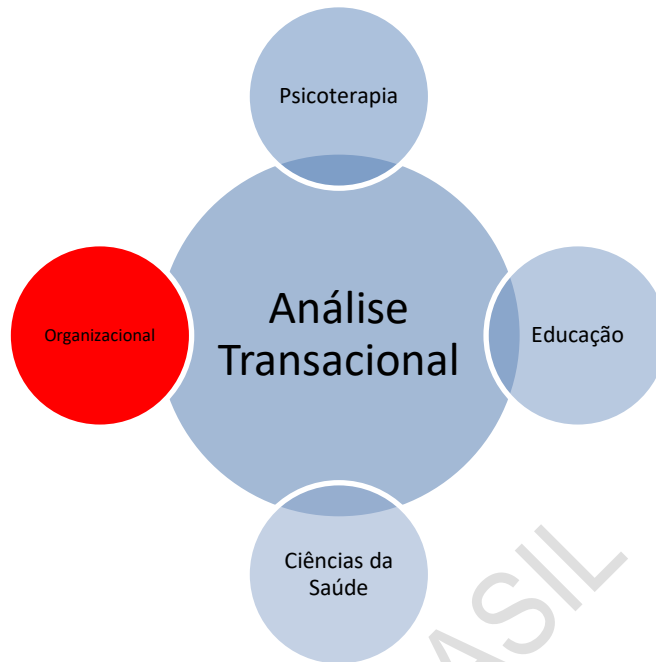 Psicoterapia
Organizacional
Análise
Transacional
Educação
Ciências da
Saúde